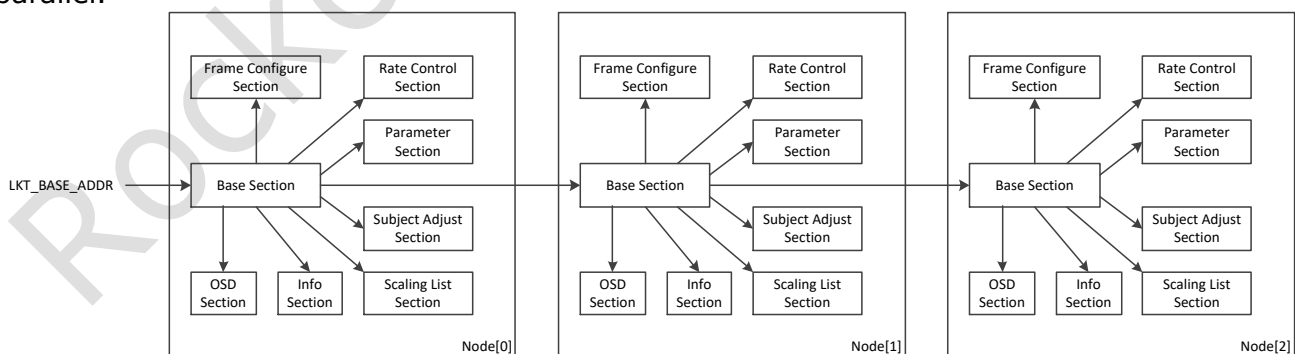 parallel.
Frame Configure
Section
Rate Control
Section
Parameter
Section
LKT_BASE_ADDR
Base Section
Subject Adjust
Section
OSD
Section
Info
Section
Scaling List
Section
Node[0]
Frame Configure
Section
Rate Control
Section
Parameter
Section
Base Section
Subject Adjust
Section
OSD
Section
Info
Section
Scaling List
Section
Node[1]
Frame Configure
Section
Rate Control
Section
Parameter
Section
Base Section
Subject Adjust
Section
OSD
Section
Info
Section
Scaling List
Section
Node[2]